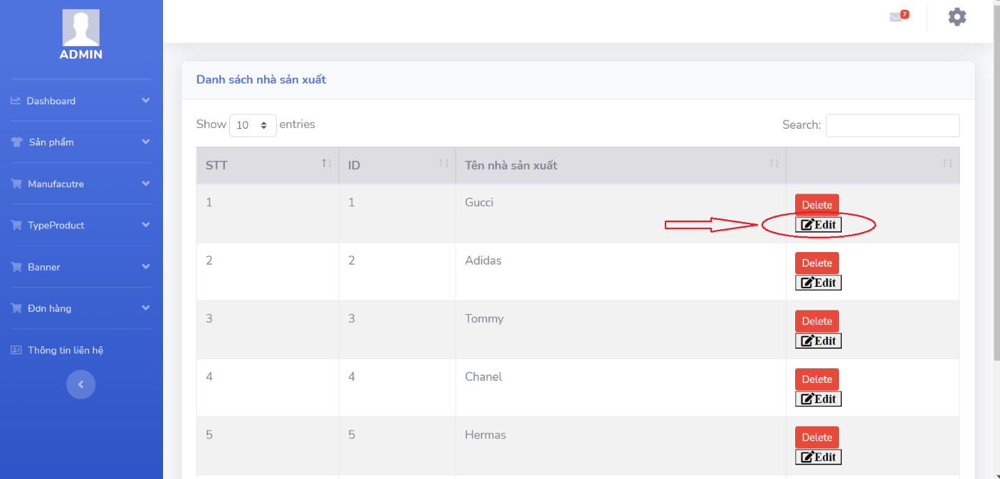 7
ADMIN
Dashboard
Sản phẩm
Manufacutre
TypeProduct
Banner
Đơn hàng
Thông tin liên hệ
Danh sách nhà sản xuất
Show 10 entries
Search:
STT ID Tên nhà sản xuất
1 1 Gucci Delete
Edit
2 2 Adidas Delete
Edit
3 3 Tommy Delete
Edit
4 4 Chanel Delete
Edit
5 5 Hermas Delete
Edit